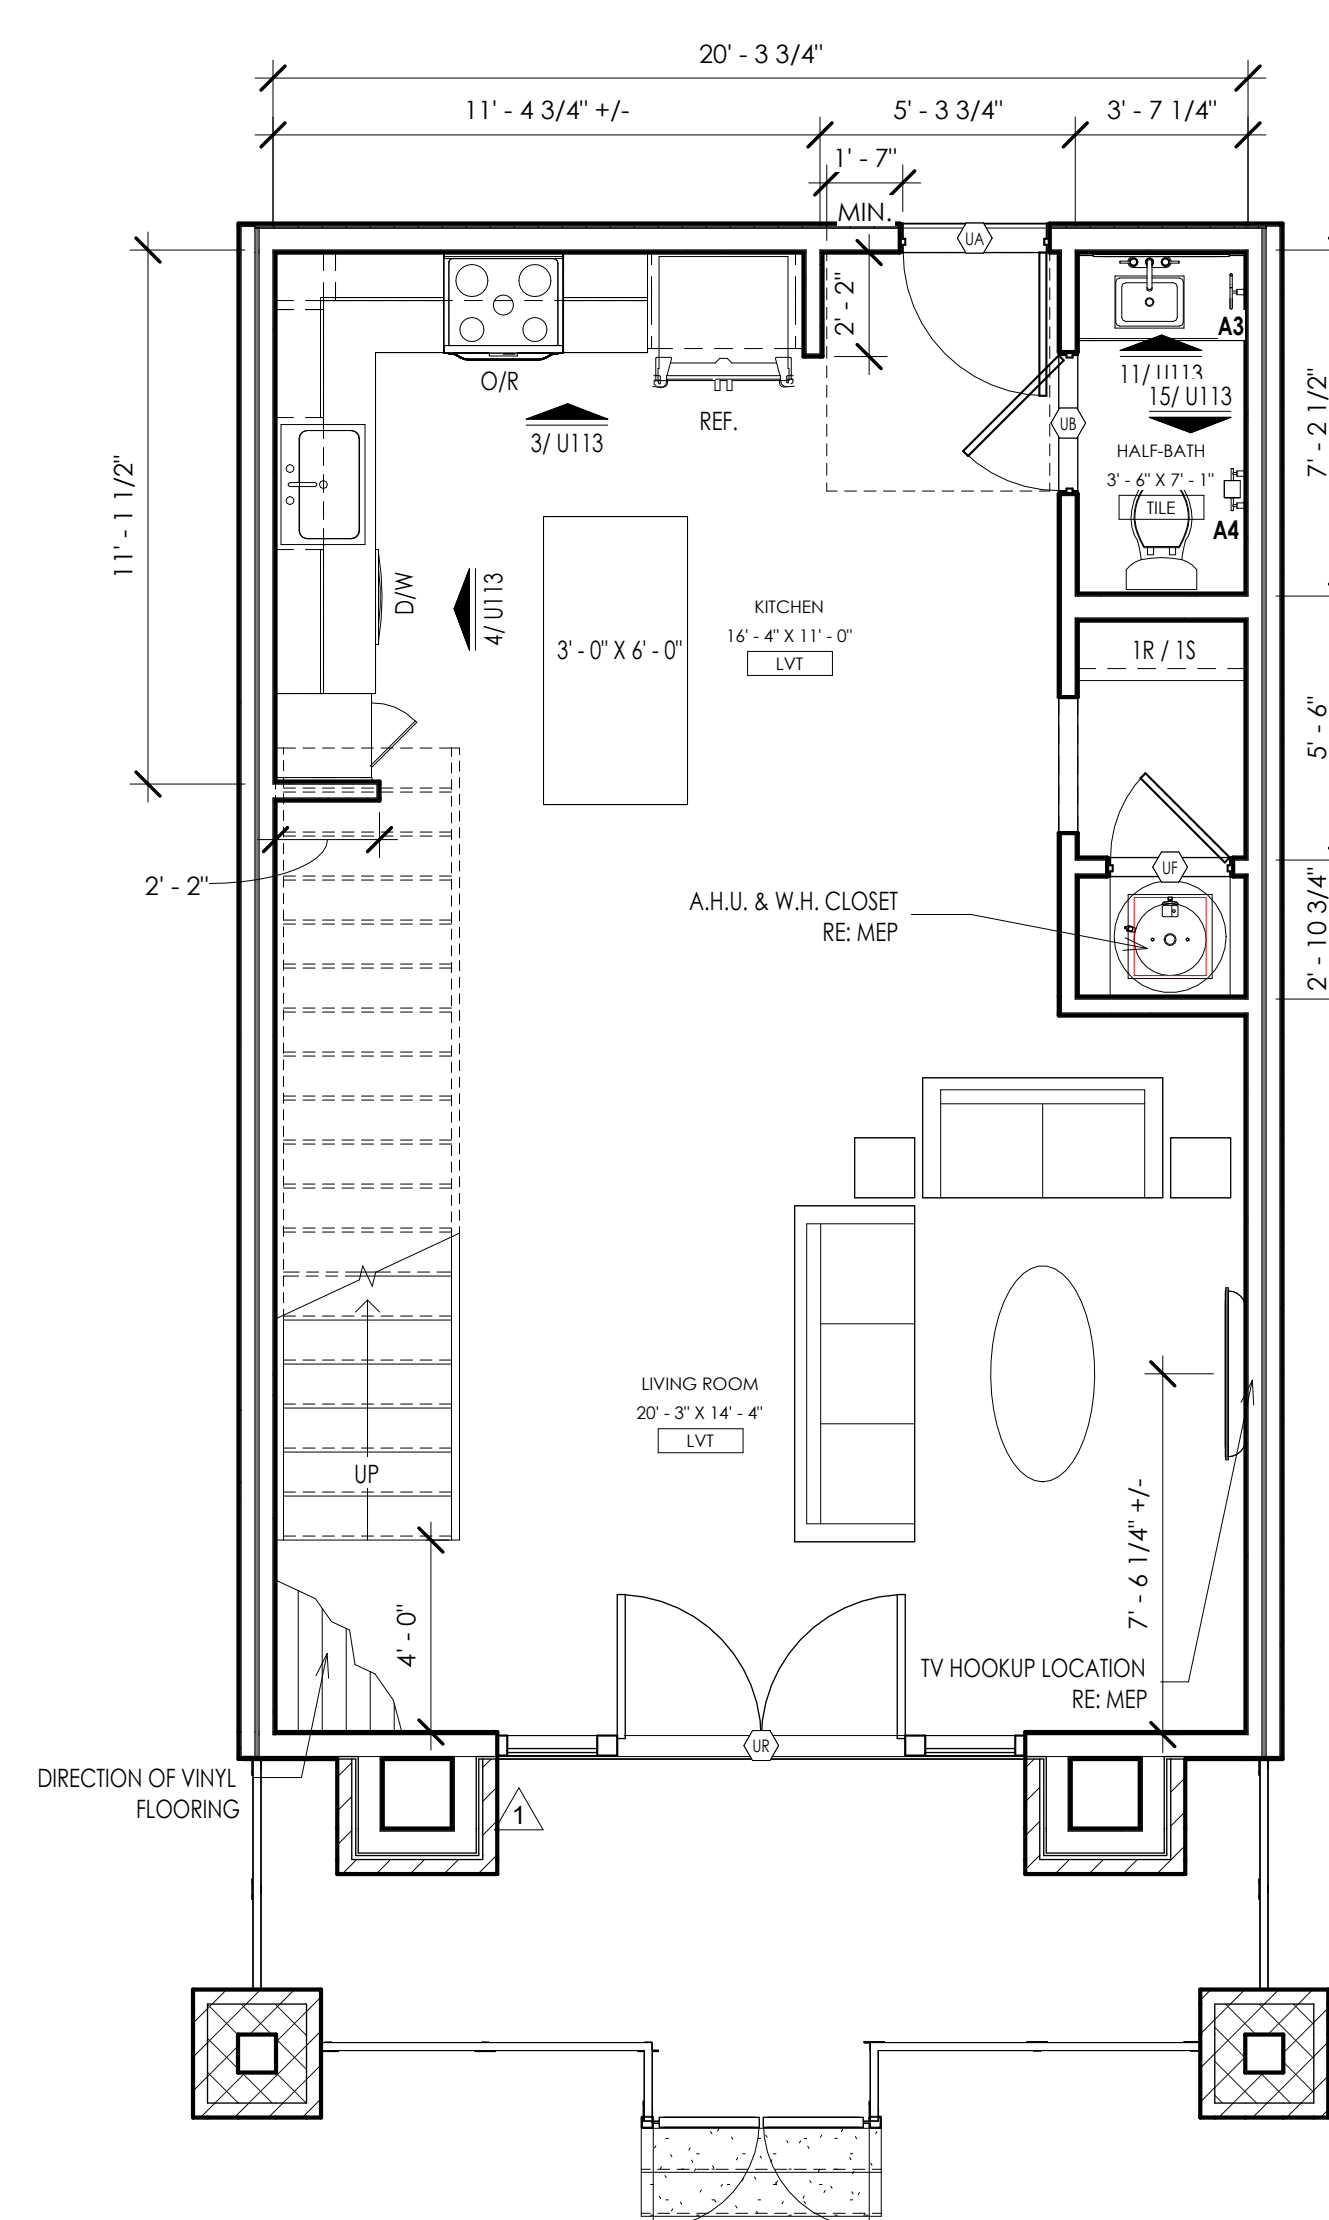 20' - 3 3/4"
11' - 4 3/4" +/-
5' - 3 3/4"
3' - 7 1/4"
1' - 7"
MIN.
UA
2' - 2"
A3
O/R
REF.
3/ U113
11/ U113
15/ U113
UB
HALF-BATH
3' - 6" X 7' - 1"
TILE
A4
7' - 2 1/2"
11' - 1 1/2"
D/W
4/ U113
3' - 0" X 6' - 0"
KITCHEN
16' - 4" X 11' - 0"
LVT
1R / 1S
5' - 6"
2' - 2"
UF
A.H.U. & W.H. CLOSET
RE: MEP
2' - 10 3/4"
LIVING ROOM
20' - 3" X 14' - 4"
LVT
UP
4' - 0"
7' - 6 1/4" +/-
TV HOOKUP LOCATION
RE: MEP
UR
DIRECTION OF VINYL
FLOORING
1